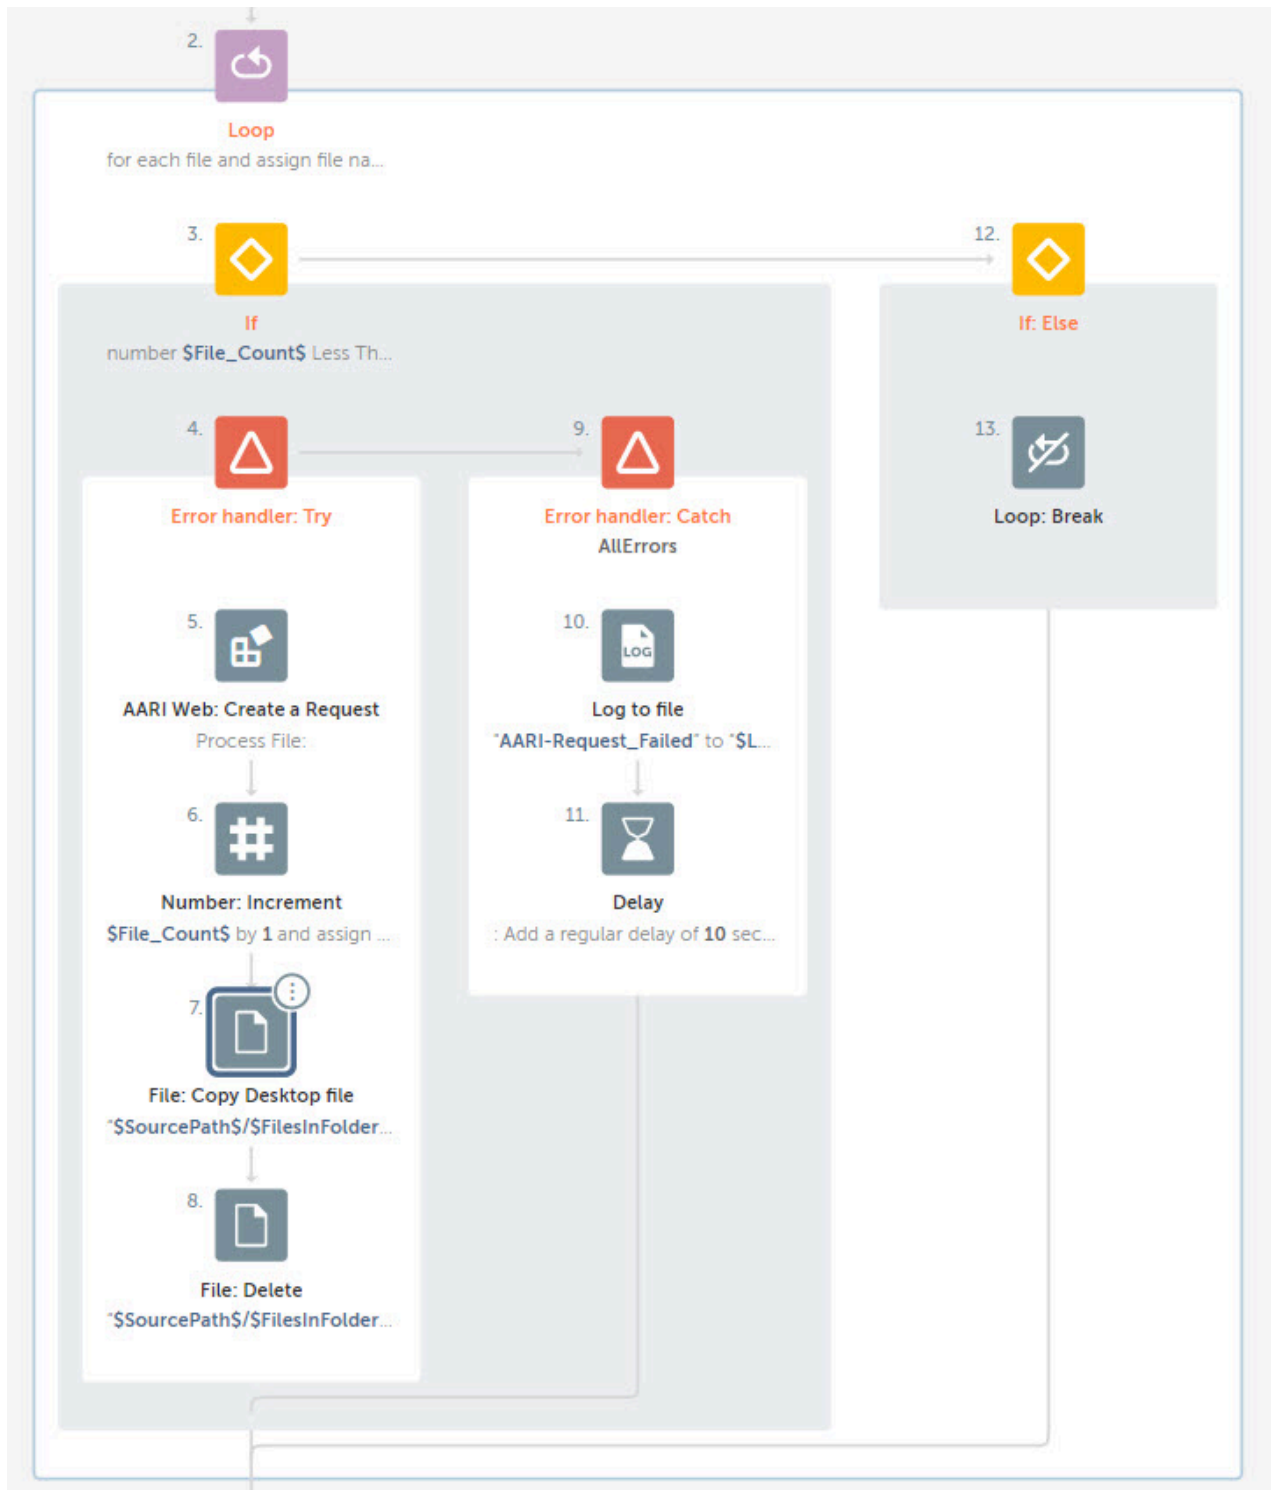 2.
Loop
for each file and assign file na...
3.
If
number $File_Count$ Less Th...
12.
If: Else
4.
Error handler: Try
9.
Error handler: Catch
AllErrors
13.
Loop: Break
5.
AARI Web: Create a Request
Process File:
10.
LOG
Log to file
"AARI-Request_Failed" to "$L...
6.
Number: Increment
$File_Count$ by 1 and assign ...
11.
Delay
: Add a regular delay of 10 sec...
7.
File: Copy Desktop file
"$SourcePath$/$FilesInFolder...
8.
File: Delete
"$SourcePath$/$FilesInFolder...